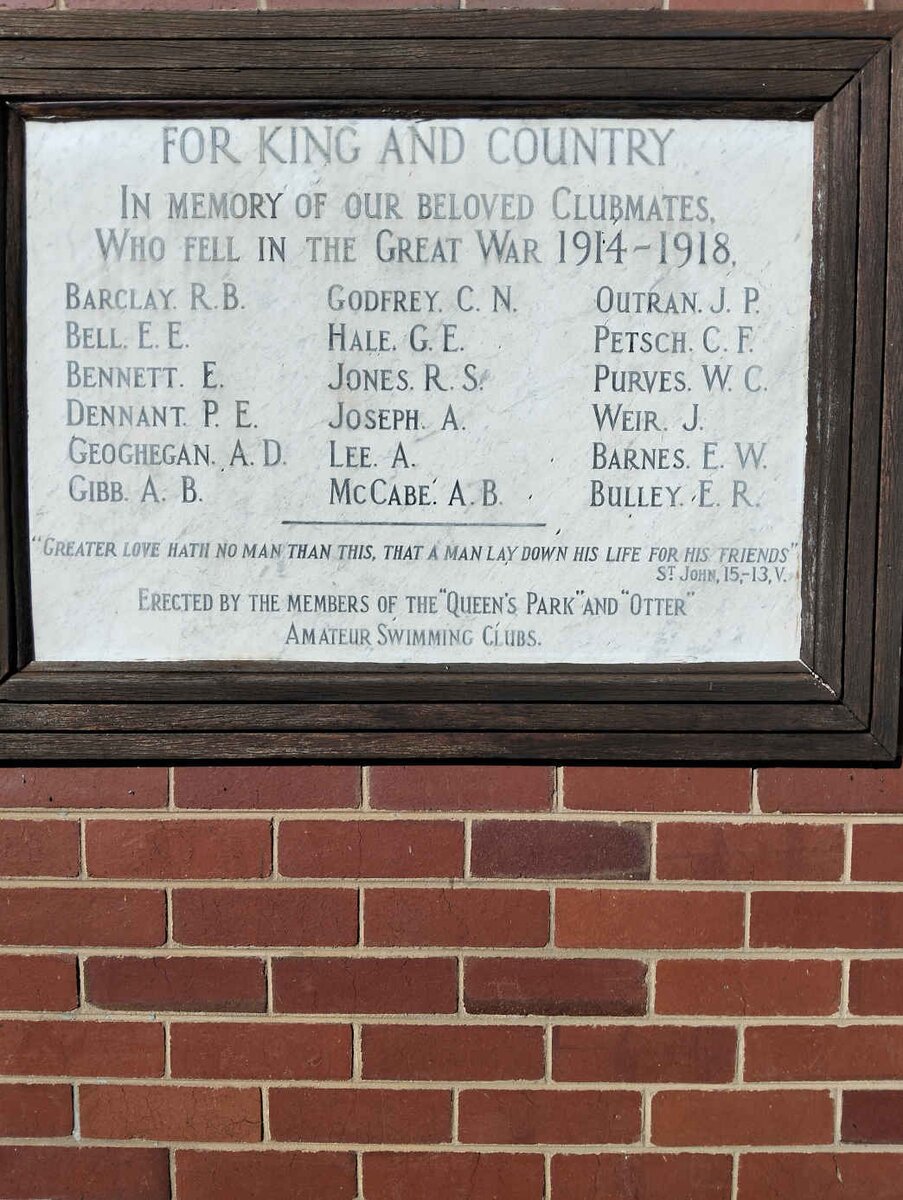 FOR KING AND COUNTRY
IN MEMORY OF OUR BELOVED CLUBMATES,
WHO FELL IN THE GREAT WAR 1914-1918,
BARCLAY. R.B. GODFREY. C. N. OUTRAN. J. P.
BELL. E. E. HALE. G. E. PETSCH. C. F.
BENNETT. E. JONES. R. S. PURVES. W. C.
DENNANT. P. E. JOSEPH. A. WEIR. J.
GEOGHEGAN. A. D. LEE. A. BARNES. E. W.
GIBB. A. B. MCCABE. A. B. BULLEY. E. R.
"GREATER LOVE HATH NO MAN THAN THIS, THAT A MAN LAY DOWN HIS LIFE FOR HIS FRIENDS"
ST JOHN, 15,-13, V.
ERECTED BY THE MEMBERS OF THE "QUEEN'S PARK" AND "OTTER"
AMATEUR SWIMMING CLUBS.